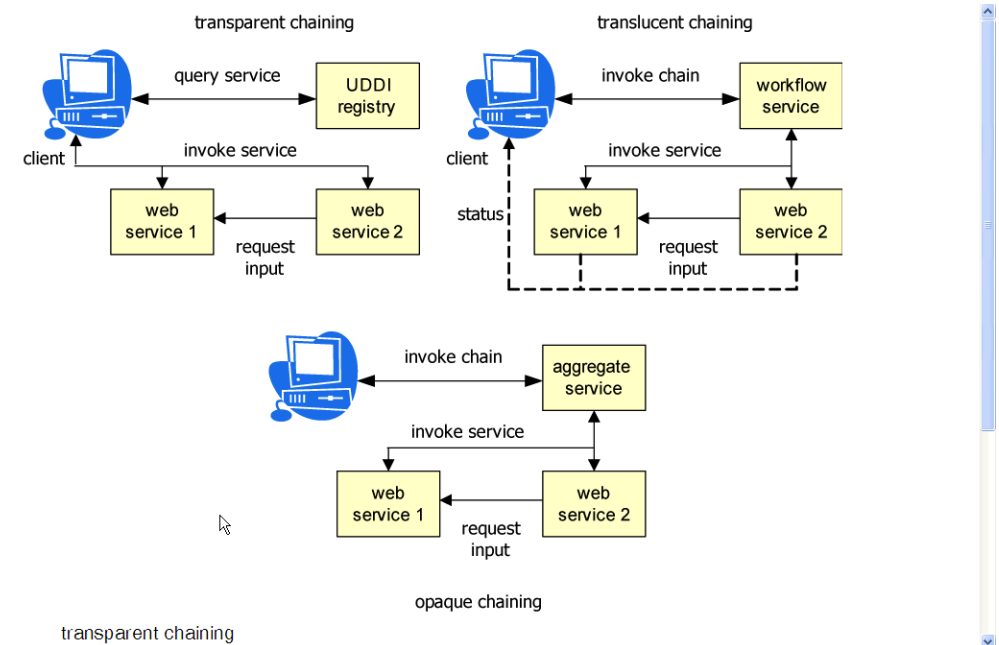 transparent chaining
query service
UDDI
registry
client
invoke service
web
service 1
web
service 2
request
input
translucent chaining
invoke chain
workflow
service
client
invoke service
status
web
service 1
web
service 2
request
input
invoke chain
aggregate
service
invoke service
web
service 1
web
service 2
request
input
opaque chaining
transparent chaining